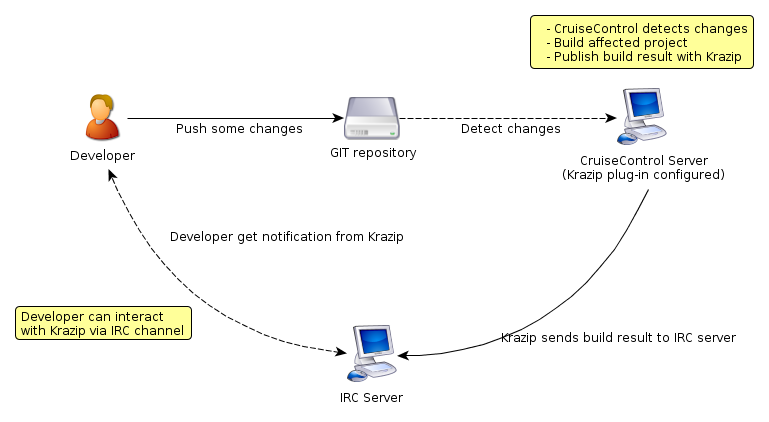 - CruiseControl detects changes
- Build affected project
- Publish build result with Krazip
Push some changes
Detect changes
Developer
GIT repository
CruiseControl Server
(Krazip plug-in configured)
Developer get notification from Krazip
Developer can interact
with Krazip via IRC channel
Krazip sends build result to IRC server
IRC Server